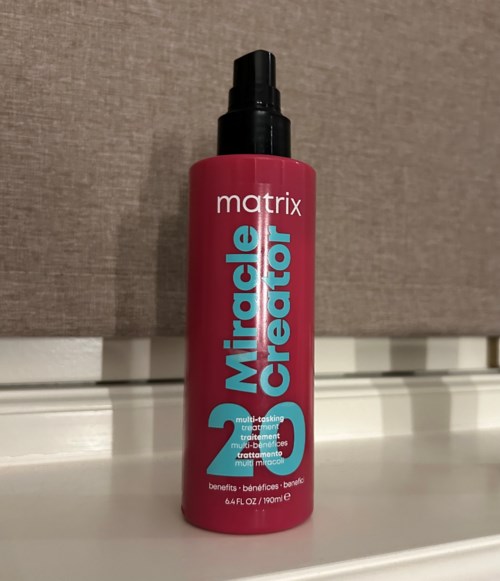 matrix
Miracle
Creator
20
multi-tasking
treatment
traitement
multi-bénéfices
trattamento
multi miracoli
benefits · bénéfices · benefici
6.4 FL OZ / 190ml e